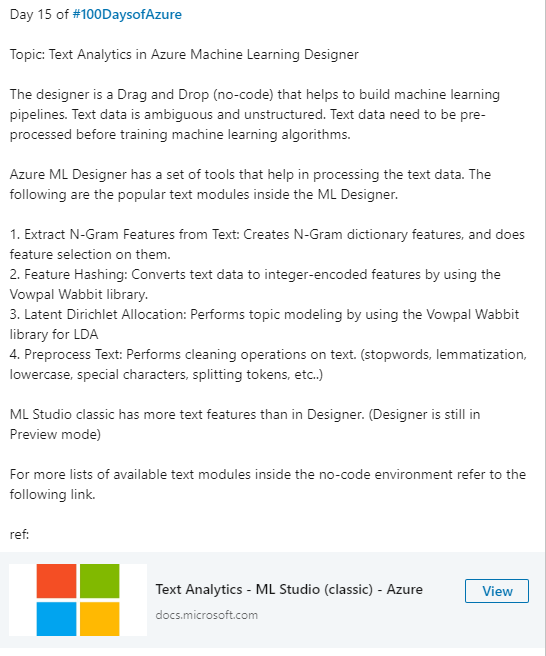 Day 15 of #100DaysofAzure
Topic: Text Analytics in Azure Machine Learning Designer
The designer is a Drag and Drop (no-code) that helps to build machine learning
pipelines. Text data is ambiguous and unstructured. Text data need to be pre-
processed before training machine learning algorithms.
Azure ML Designer has a set of tools that help in processing the text data. The
following are the popular text modules inside the ML Designer.
1. Extract N-Gram Features from Text: Creates N-Gram dictionary features, and does
feature selection on them.
2. Feature Hashing: Converts text data to integer-encoded features by using the
Vowpal Wabbit library.
3. Latent Dirichlet Allocation: Performs topic modeling by using the Vowpal Wabbit
library for LDA
4. Preprocess Text: Performs cleaning operations on text. (stopwords, lemmatization,
lowercase, special characters, splitting tokens, etc..)
ML Studio classic has more text features than in Designer. (Designer is still in
Preview mode)
For more lists of available text modules inside the no-code environment refer to the
following link.
ref:
Text Analytics - ML Studio (classic) - Azure
View
docs.microsoft.com